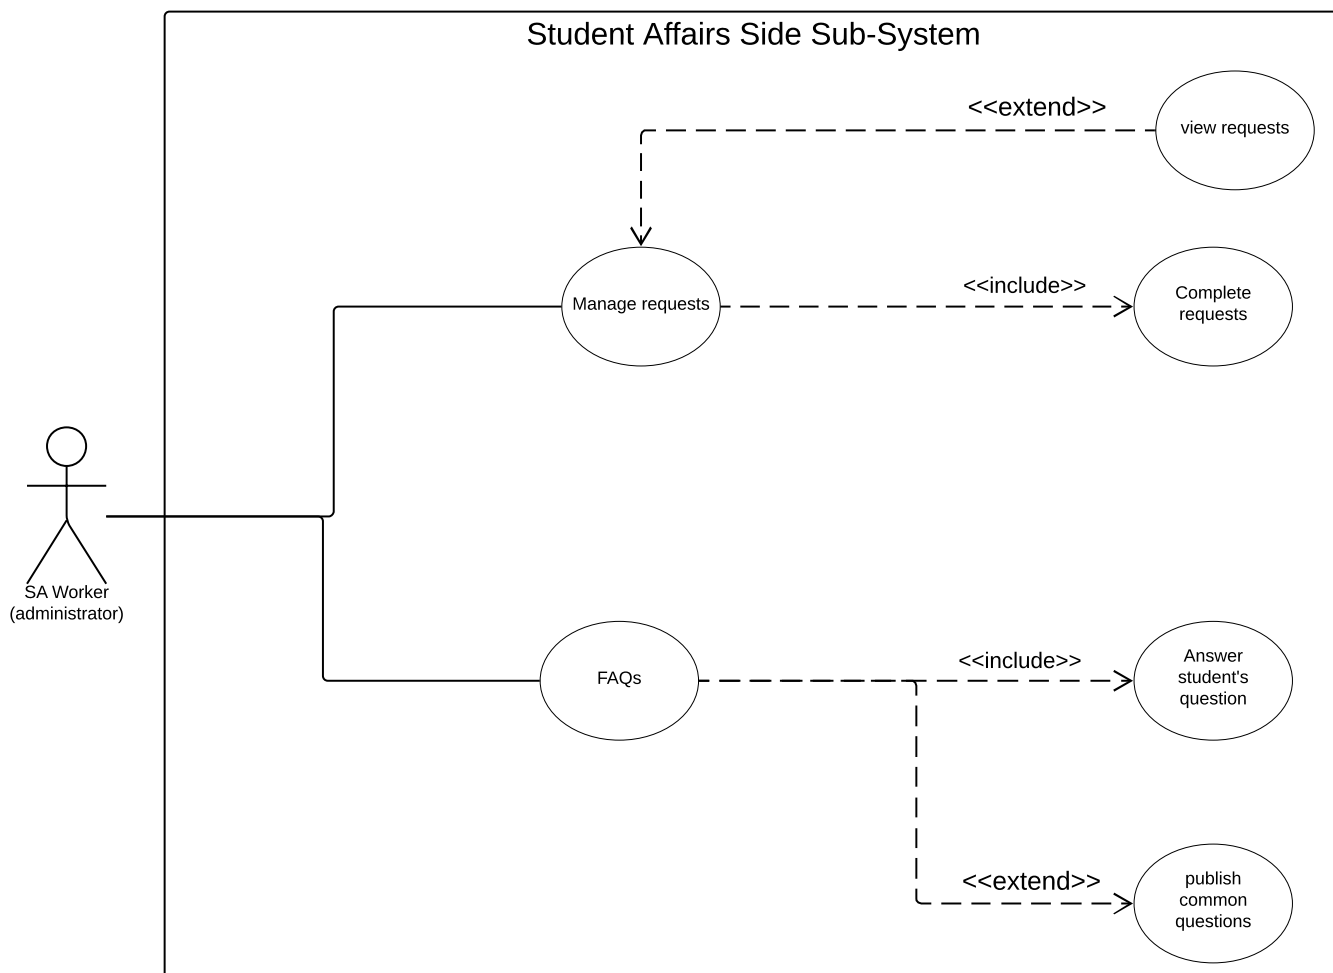 Student Affairs Side Sub-System
<<extend>>
view requests
Manage requests
<<include>>
Complete
requests
SA Worker
(administrator)
FAQs
<<include>>
Answer
student's
question
<<extend>>
publish
common
questions